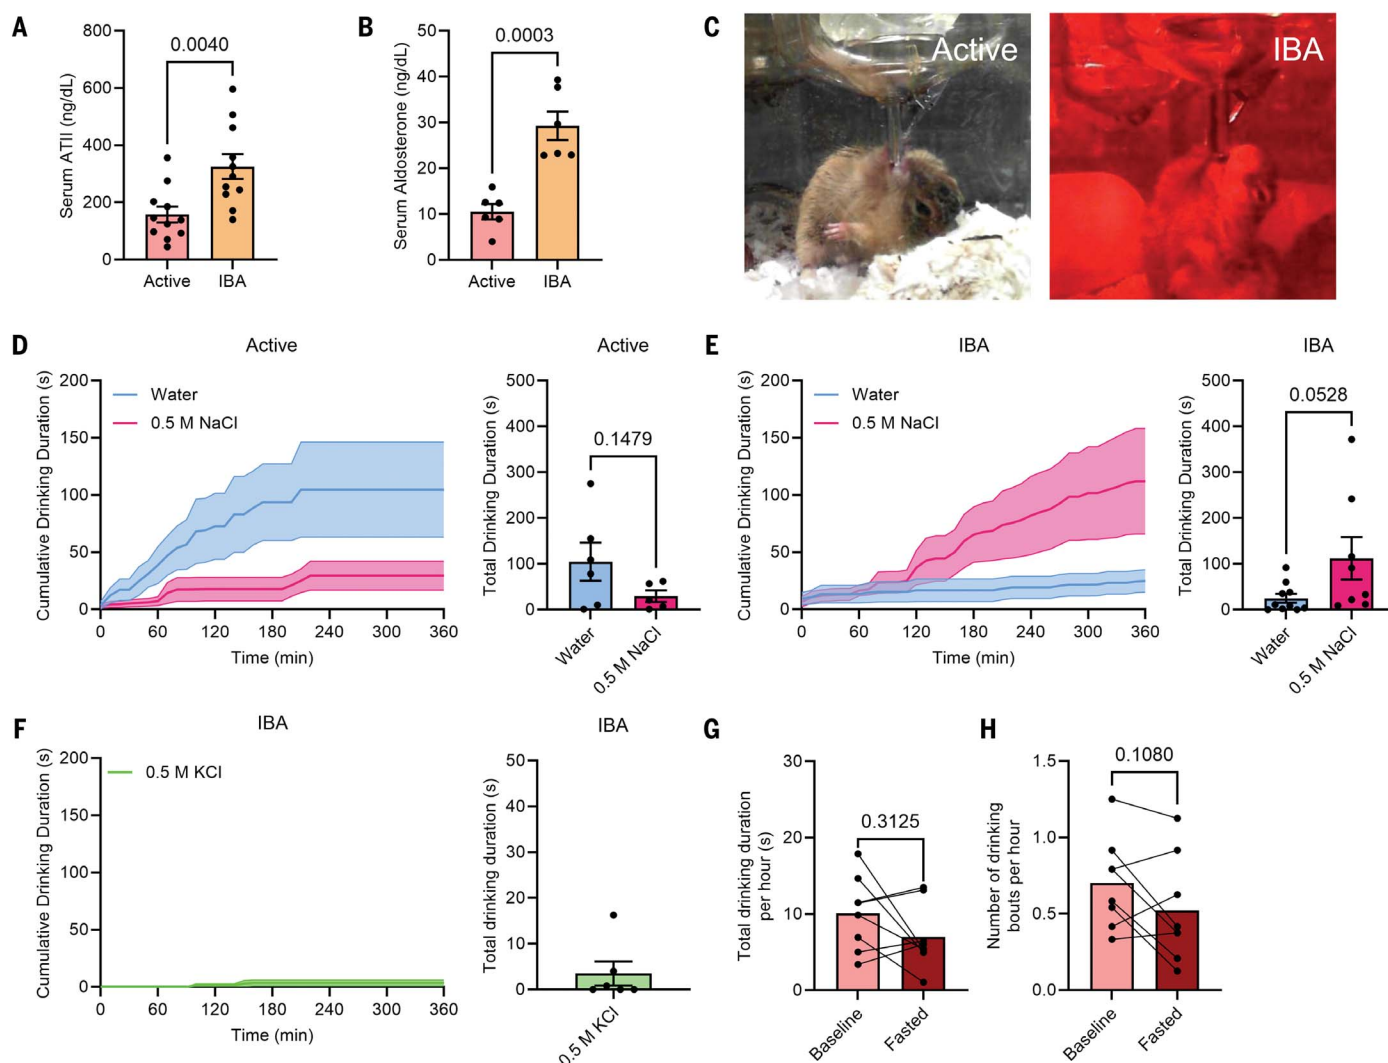 A
Serum ATII (ng/dL)
800
600
400
200
0
0.0040
Active
IBA
B
Serum Aldosterone (ng/dL)
50
40
30
20
10
0
0.0003
Active
IBA
C
Active
IBA
D
Active
Cumulative Drinking Duration (s)
200
150
100
50
0
Water
0.5 M NaCl
0
60
120
180
240
300
360
Time (min)
Active
Total Drinking Duration (s)
500
400
300
200
100
0
0.1479
Water
0.5 M NaCl
E
IBA
Cumulative Drinking Duration (s)
200
150
100
50
0
Water
0.5 M NaCl
0
60
120
180
240
300
360
Time (min)
IBA
Total Drinking Duration (s)
500
400
300
200
100
0
0.0528
Water
0.5 M NaCl
F
IBA
Cumulative Drinking Duration (s)
200
150
100
50
0
0.5 M KCl
0
60
120
180
240
300
360
Time (min)
IBA
Total drinking duration (s)
50
40
30
20
10
0
0.5 M KCl
G
Total drinking duration
per hour (s)
30
20
10
0
0.3125
Baseline
Fasted
H
Number of drinking
bouts per hour
1.5
1.0
0.5
0.0
0.1080
Baseline
Fasted